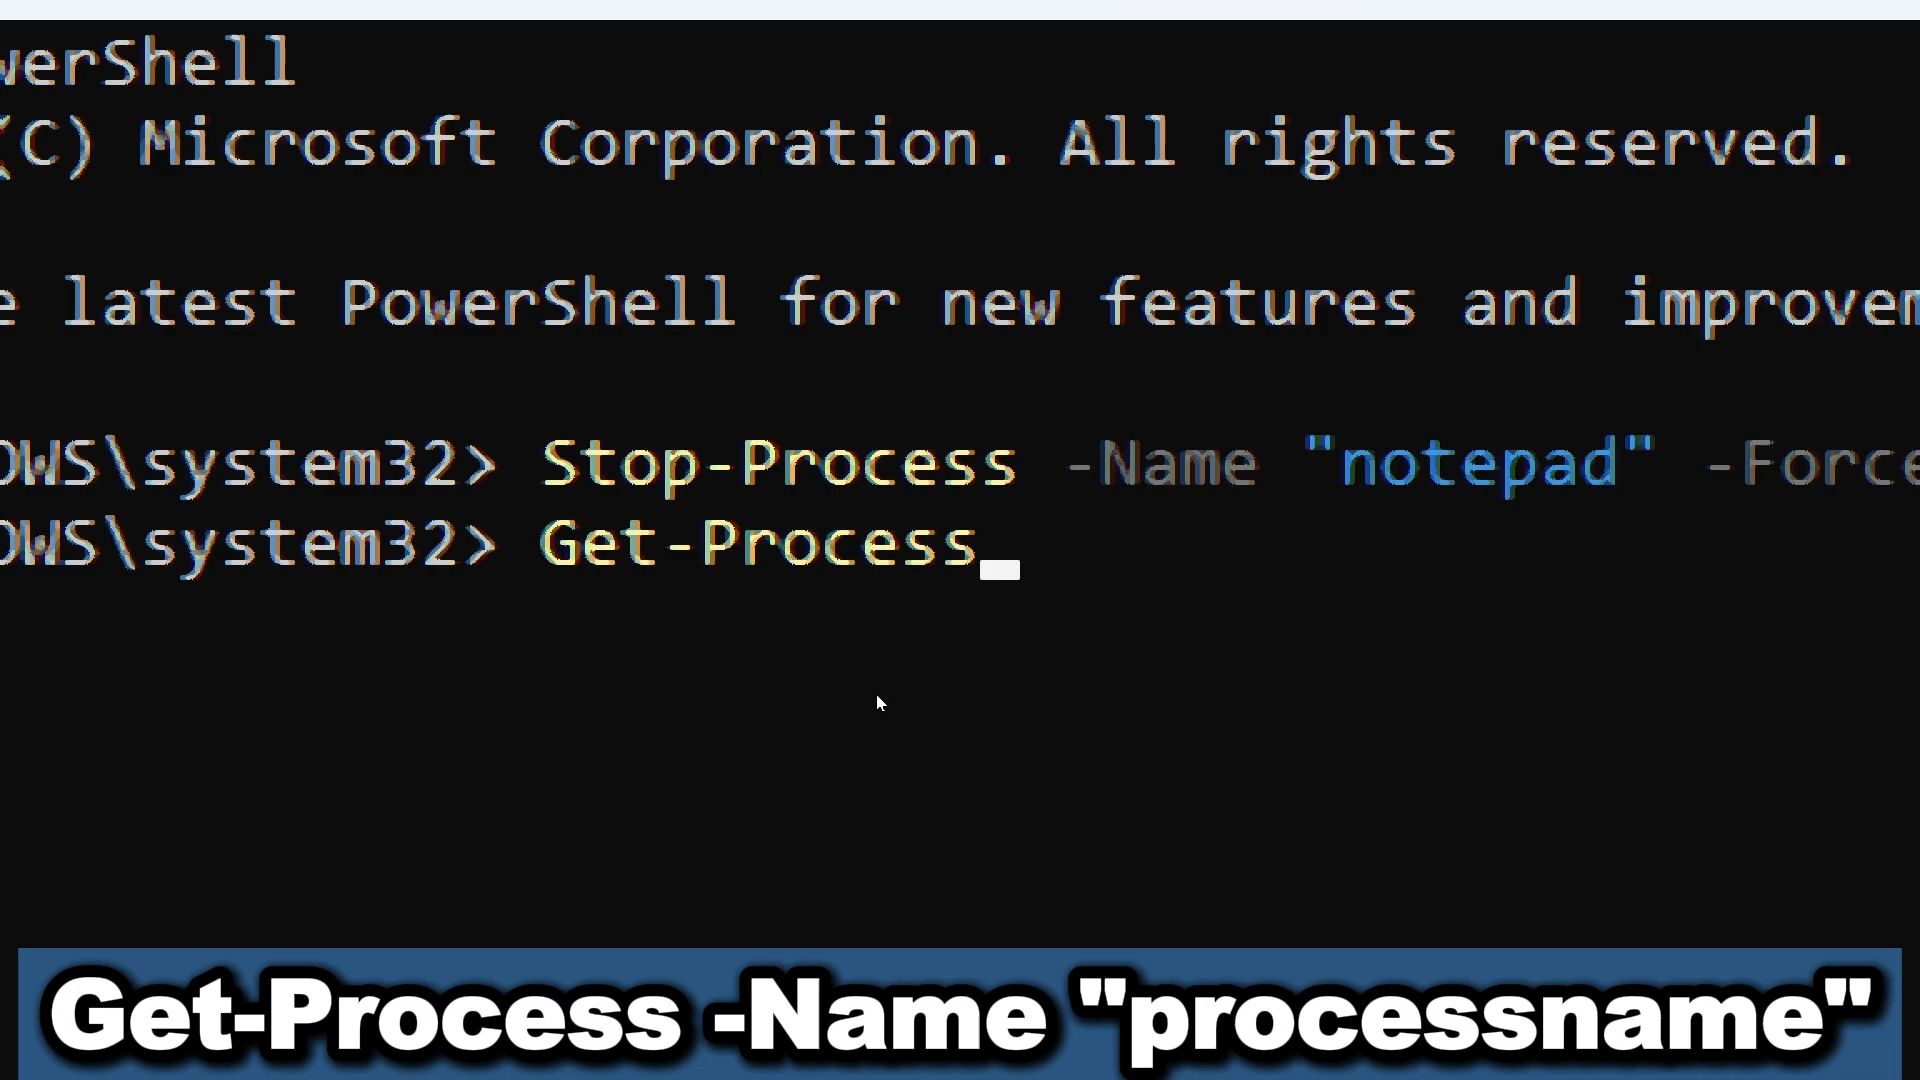 werShell
(C) Microsoft Corporation. All rights reserved.
e latest PowerShell for new features and improvem
OWS\system32> Stop-Process -Name "notepad" -Force
OWS\system32> Get-Process
Get-Process -Name "processname"